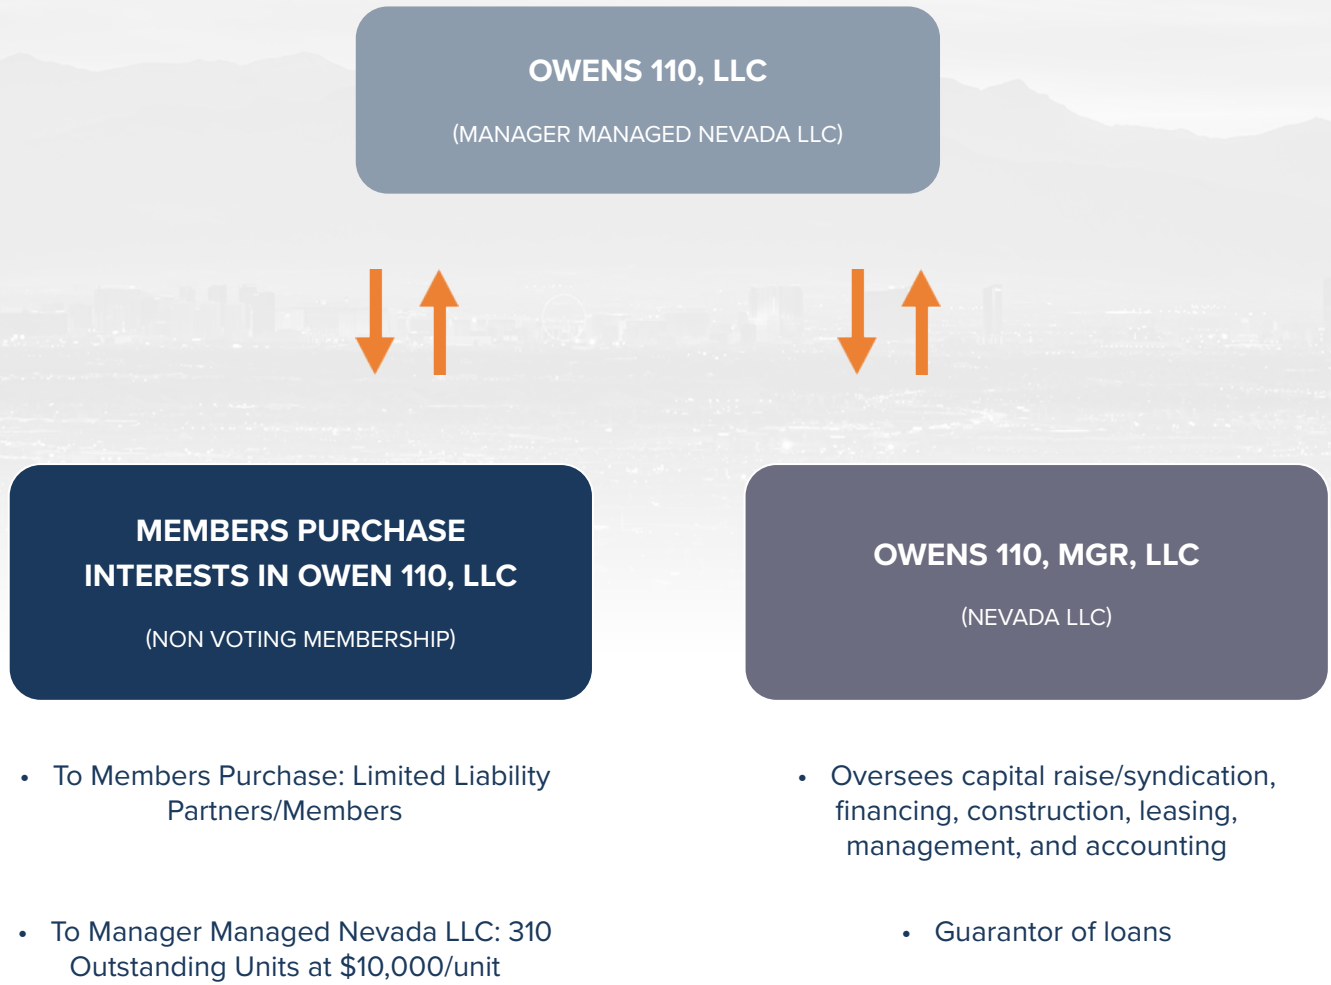 OWENS 110, LLC
(MANAGER MANAGED NEVADA LLC)
MEMBERS PURCHASE
INTERESTS IN OWEN 110, LLC
(NON VOTING MEMBERSHIP)
OWENS 110, MGR, LLC
(NEVADA LLC)
• To Members Purchase: Limited Liability
Partners/Members
• To Manager Managed Nevada LLC: 310
Outstanding Units at $10,000/unit
• Oversees capital raise/syndication,
financing, construction, leasing,
management, and accounting
• Guarantor of loans